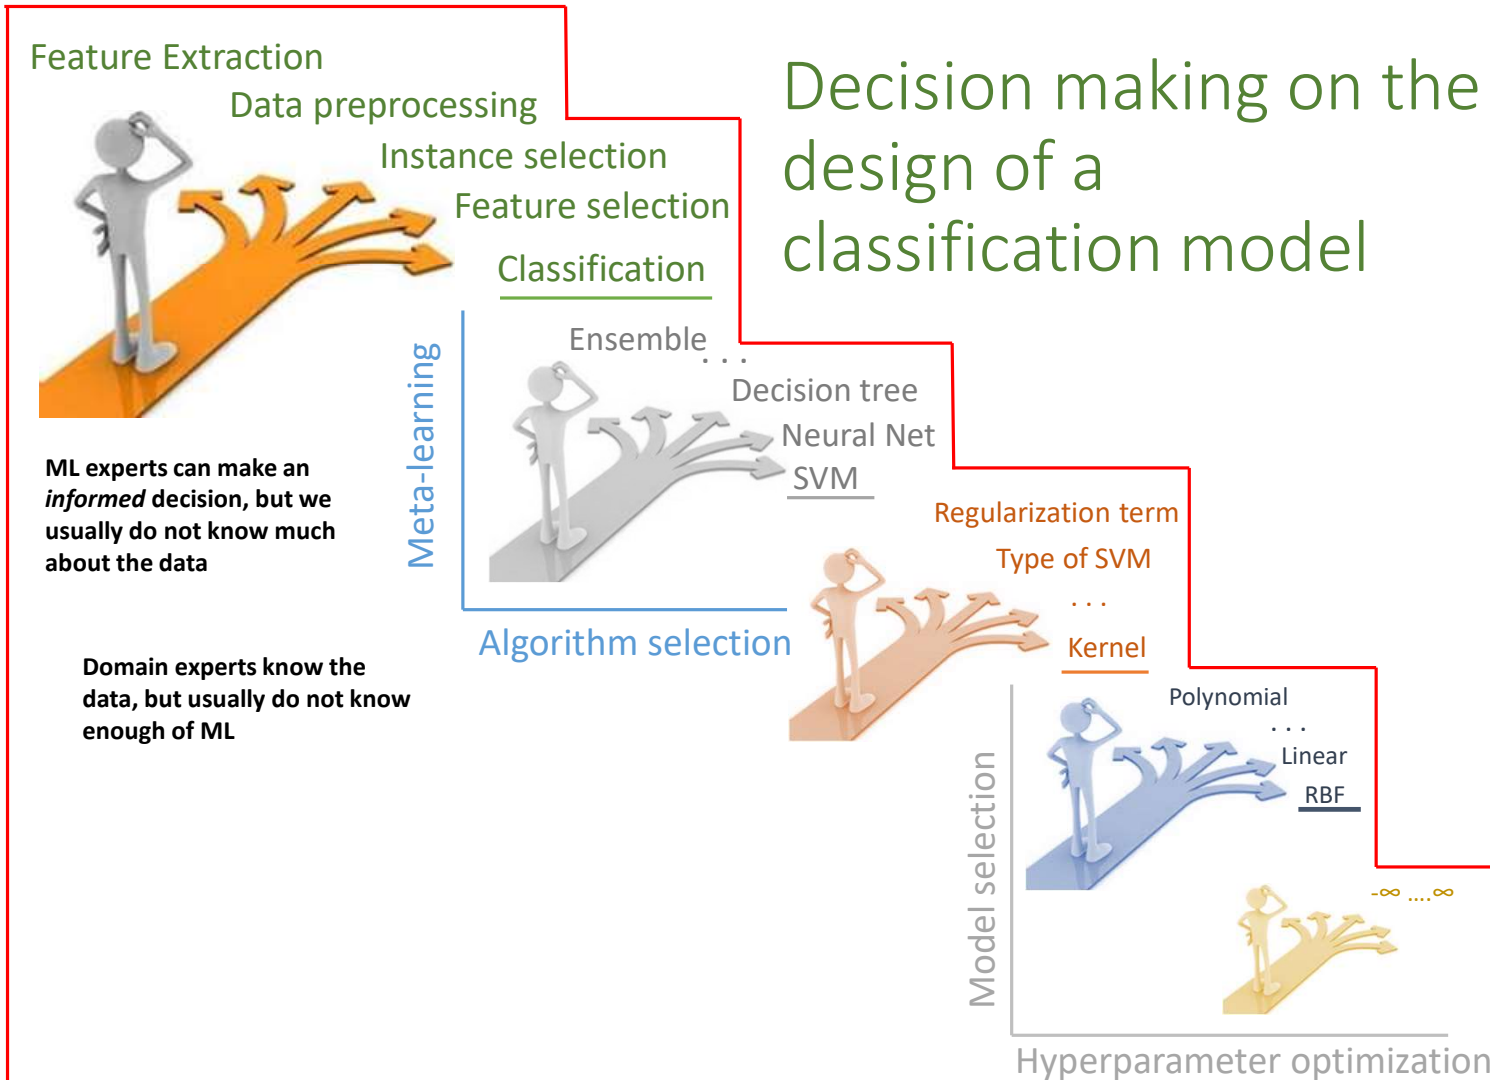 Decision making on the
design of a
classification model
Feature Extraction
Data preprocessing
Instance selection
Feature selection
Classification
Meta-learning
Algorithm selection
Ensemble
. . .
Decision tree
Neural Net
SVM
ML experts can make an
informed decision, but we
usually do not know much
about the data
Domain experts know the
data, but usually do not know
enough of ML
Regularization term
Type of SVM
. . .
Kernel
Model selection
Hyperparameter optimization
Polynomial
. . .
Linear
RBF
-∞ ....∞